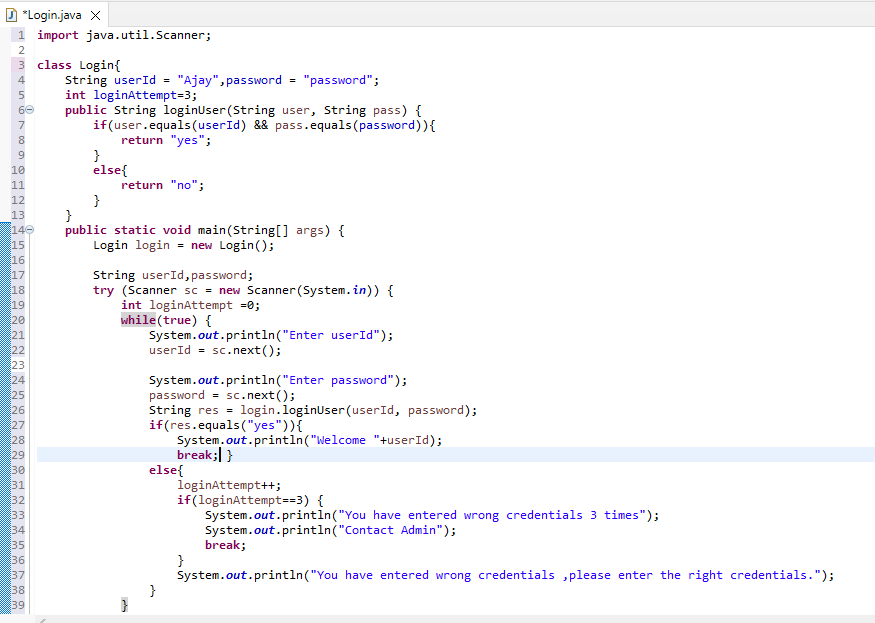 *Login.java
1 import java.util.Scanner;
2
3 class Login{
4     String userId = "Ajay",password = "password";
5     int loginAttempt=3;
6     public String loginUser(String user, String pass) {
7         if(user.equals(userId) && pass.equals(password)){
8             return "yes";
9         }
10         else{
11             return "no";
12         }
13     }
14     public static void main(String[] args) {
15         Login login = new Login();
16
17         String userId,password;
18         try (Scanner sc = new Scanner(System.in)) {
19             int loginAttempt =0;
20             while(true) {
21                 System.out.println("Enter userId");
22                 userId = sc.next();
23
24                 System.out.println("Enter password");
25                 password = sc.next();
26                 String res = login.loginUser(userId, password);
27                 if(res.equals("yes")){
28                     System.out.println("Welcome "+userId);
29                     break; }
30                 else{
31                     loginAttempt++;
32                     if(loginAttempt==3) {
33                         System.out.println("You have entered wrong credentials 3 times");
34                         System.out.println("Contact Admin");
35                         break;
36                     }
37                     System.out.println("You have entered wrong credentials ,please enter the right credentials.");
38                 }
39             }